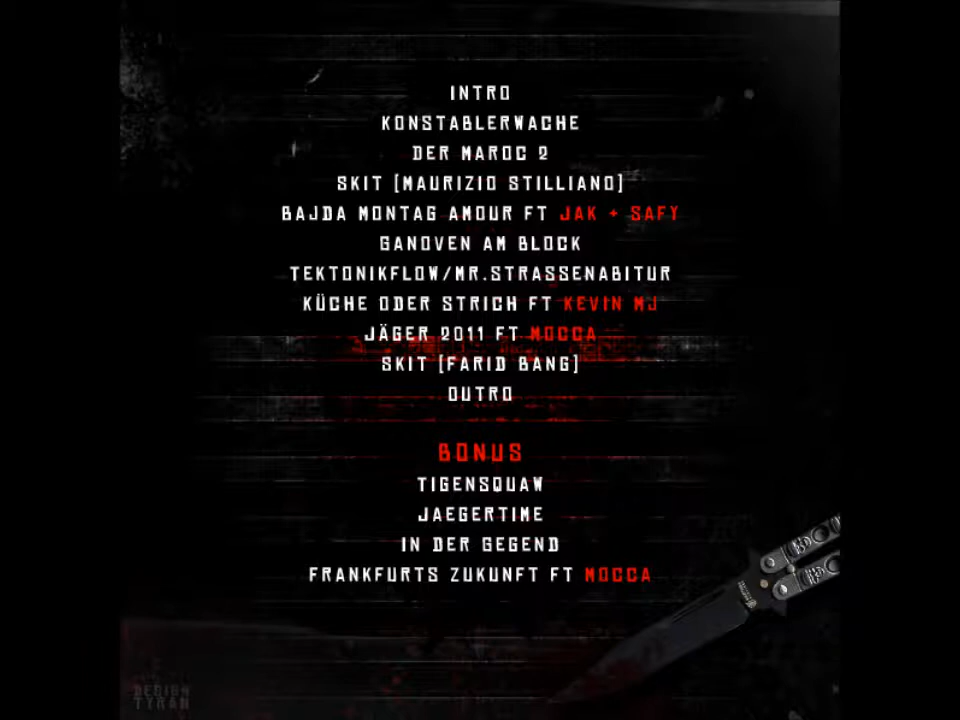 INTRO
KONSTABLERWACHE
DER MAROC 2
SKIT [MAURIZIO STILLIANO]
BAJDA MONTAG AMOUR FT JAK + SAFY
GANOVEN AM BLOCK
TEKTONIKFLOW/MR.STRASSENABITUR
KÜCHE ODER STRICH FT KEVIN MJ
JÄGER 2011 FT MOCCA
SKIT [FARID BANG]
OUTRO
BONUS
TIGENSQUAW
JAEGERTIME
IN DER GEGEND
FRANKFURTS ZUKUNFT FT MOCCA
DESIGN
TYRAN